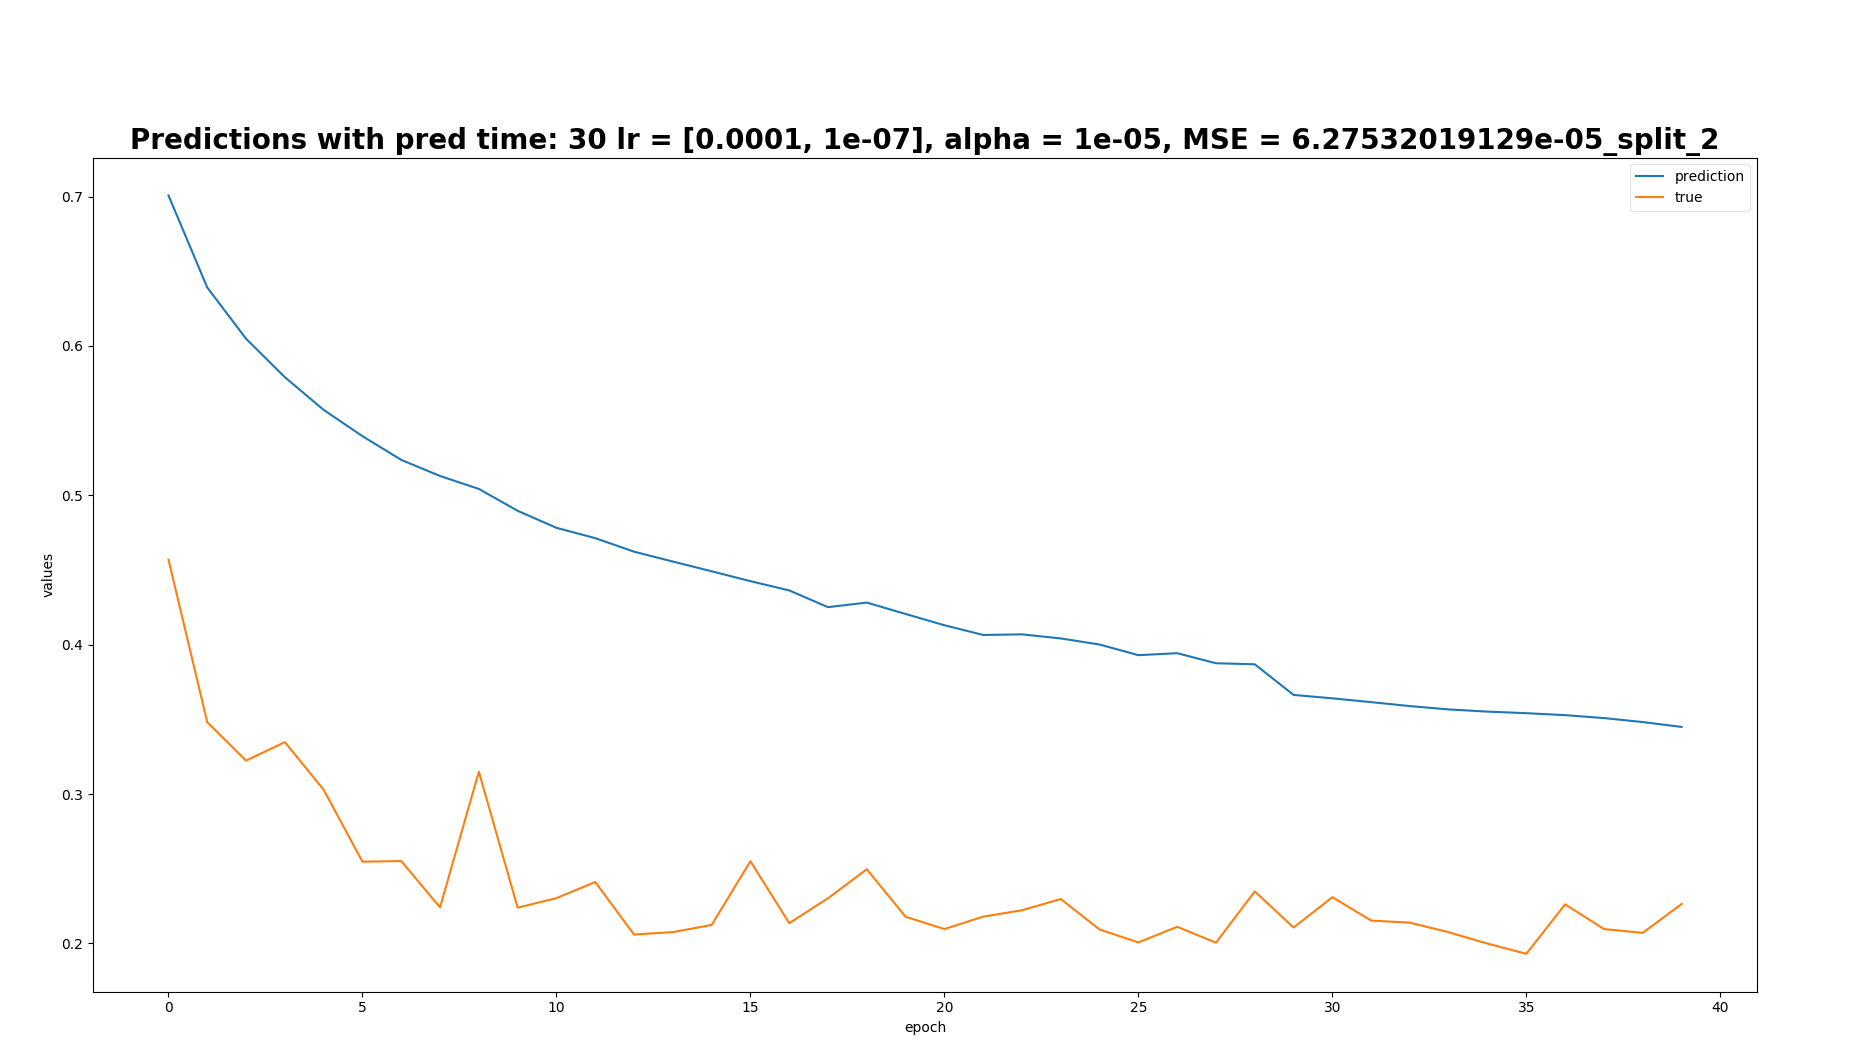 Predictions with pred time: 30 lr = [0.0001, 1e-07], alpha = 1e-05, MSE = 6.27532019129e-05_split_2
prediction
true
0.7
0.6
0.5
0.4
0.3
0.2
values
0 5 10 15 20 25 30 35 40
epoch